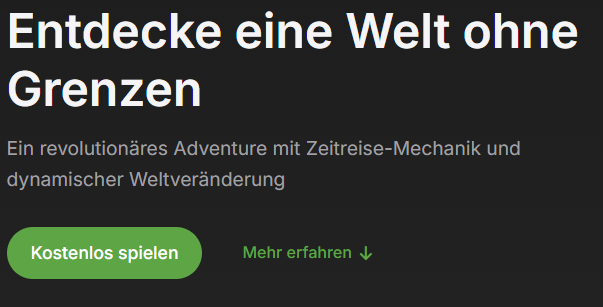 Entdecke eine Welt ohne
Grenzen
Ein revolutionäres Adventure mit Zeitreise-Mechanik und
dynamischer Weltveränderung
Kostenlos spielen
Mehr erfahren ↓